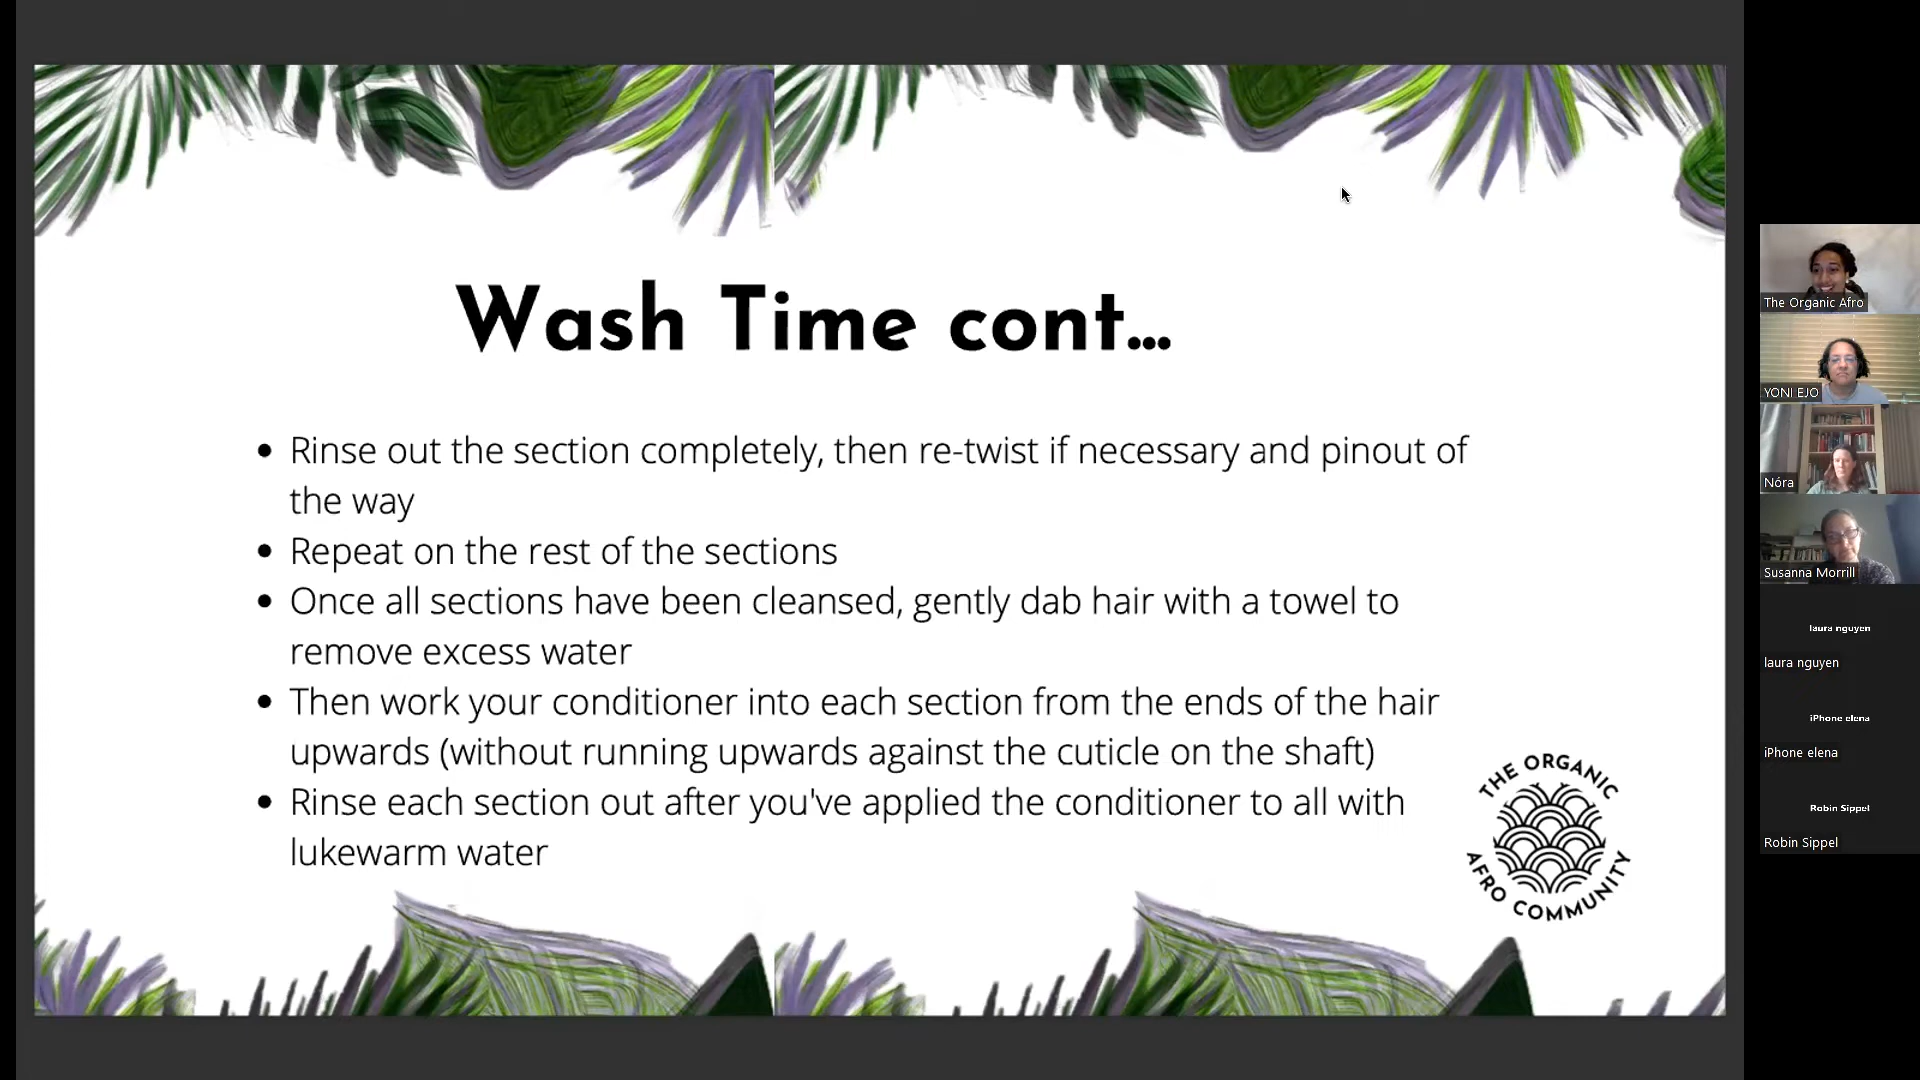 Wash Time cont...
Rinse out the section completely, then re-twist if necessary and pinout of
the way
Repeat on the rest of the sections
Once all sections have been cleansed, gently dab hair with a towel to
remove excess water
Then work your conditioner into each section from the ends of the hair
upwards (without running upwards against the cuticle on the shaft)
Rinse each section out after you've applied the conditioner to all with
lukewarm water
THE ORGANIC
AFRO COMMUNITY
The Organic Afro
YONI EJO
Nóra
Susanna Morrill
laura nguyen
laura nguyen
iPhone elena
iPhone elena
Robin Sippel
Robin Sippel